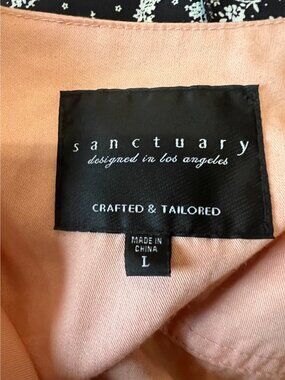 sanctuary
designed in los angeles
CRAFTED & TAILORED
MADE IN
CHINA
L